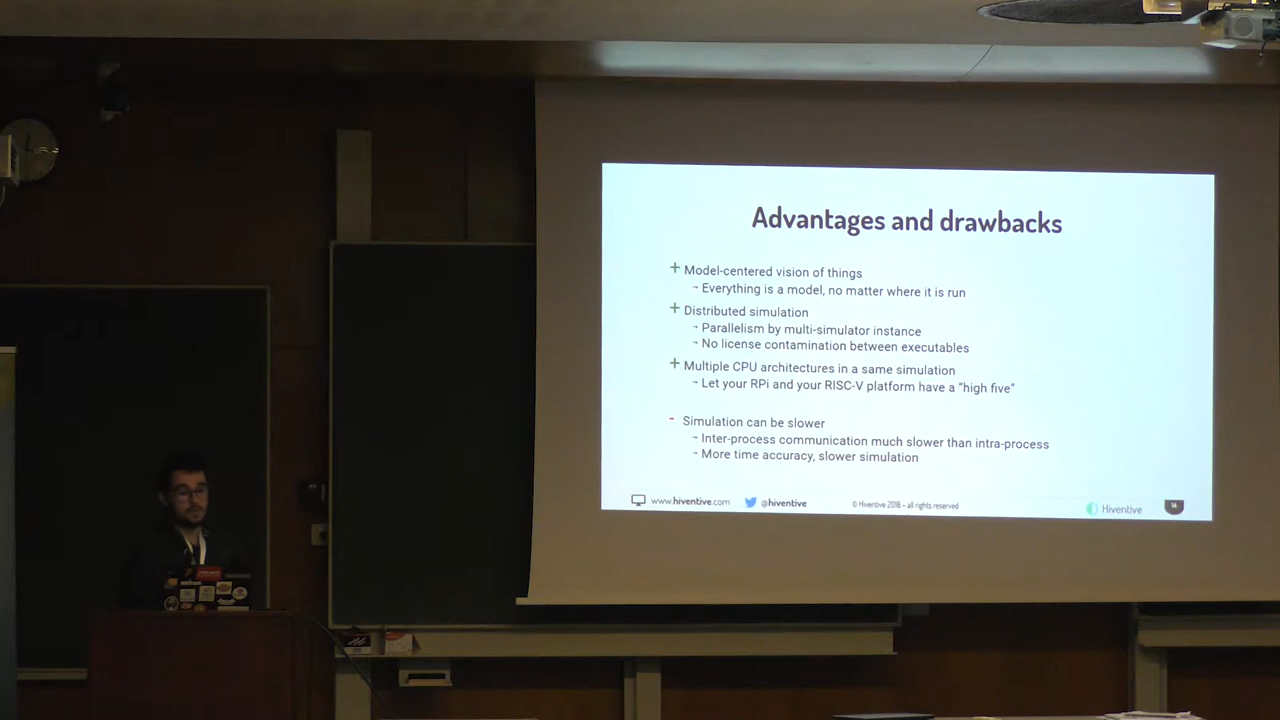 Advantages and drawbacks
+ Model-centered vision of things
- Everything is a model, no matter where it is run
+ Distributed simulation
- Parallelism by multi-simulator instance
- No license contamination between executables
+ Multiple CPU architectures in a same simulation
- Let your RPi and your RISC-V platform have a “high five”
- Simulation can be slower
- Inter-process communication much slower than intra-process
- More time accuracy, slower simulation
www.hiventive.com @hiventive © Hiventive 2018 - all rights reserved Hiventive 14